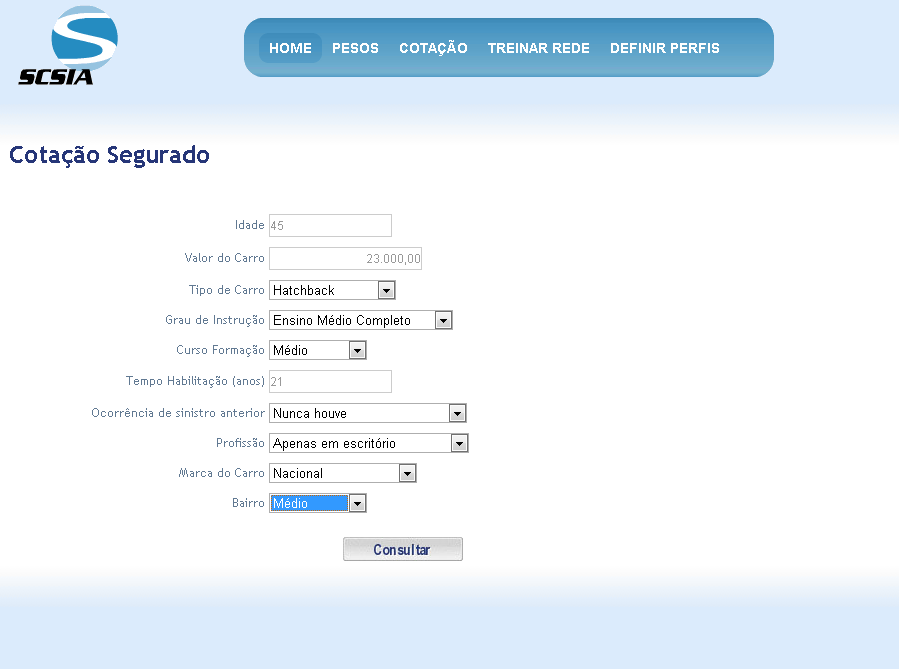 SCSIA
HOME PESOS COTAÇÃO TREINAR REDE DEFINIR PERFIS
Cotação Segurado
Idade 45
Valor do Carro 23.000,00
Tipo de Carro Hatchback
Grau de Instrução Ensino Médio Completo
Curso Formação Médio
Tempo Habilitação (anos) 21
Ocorrência de sinistro anterior Nunca houve
Profissão Apenas em escritório
Marca do Carro Nacional
Bairro Médio
Consultar